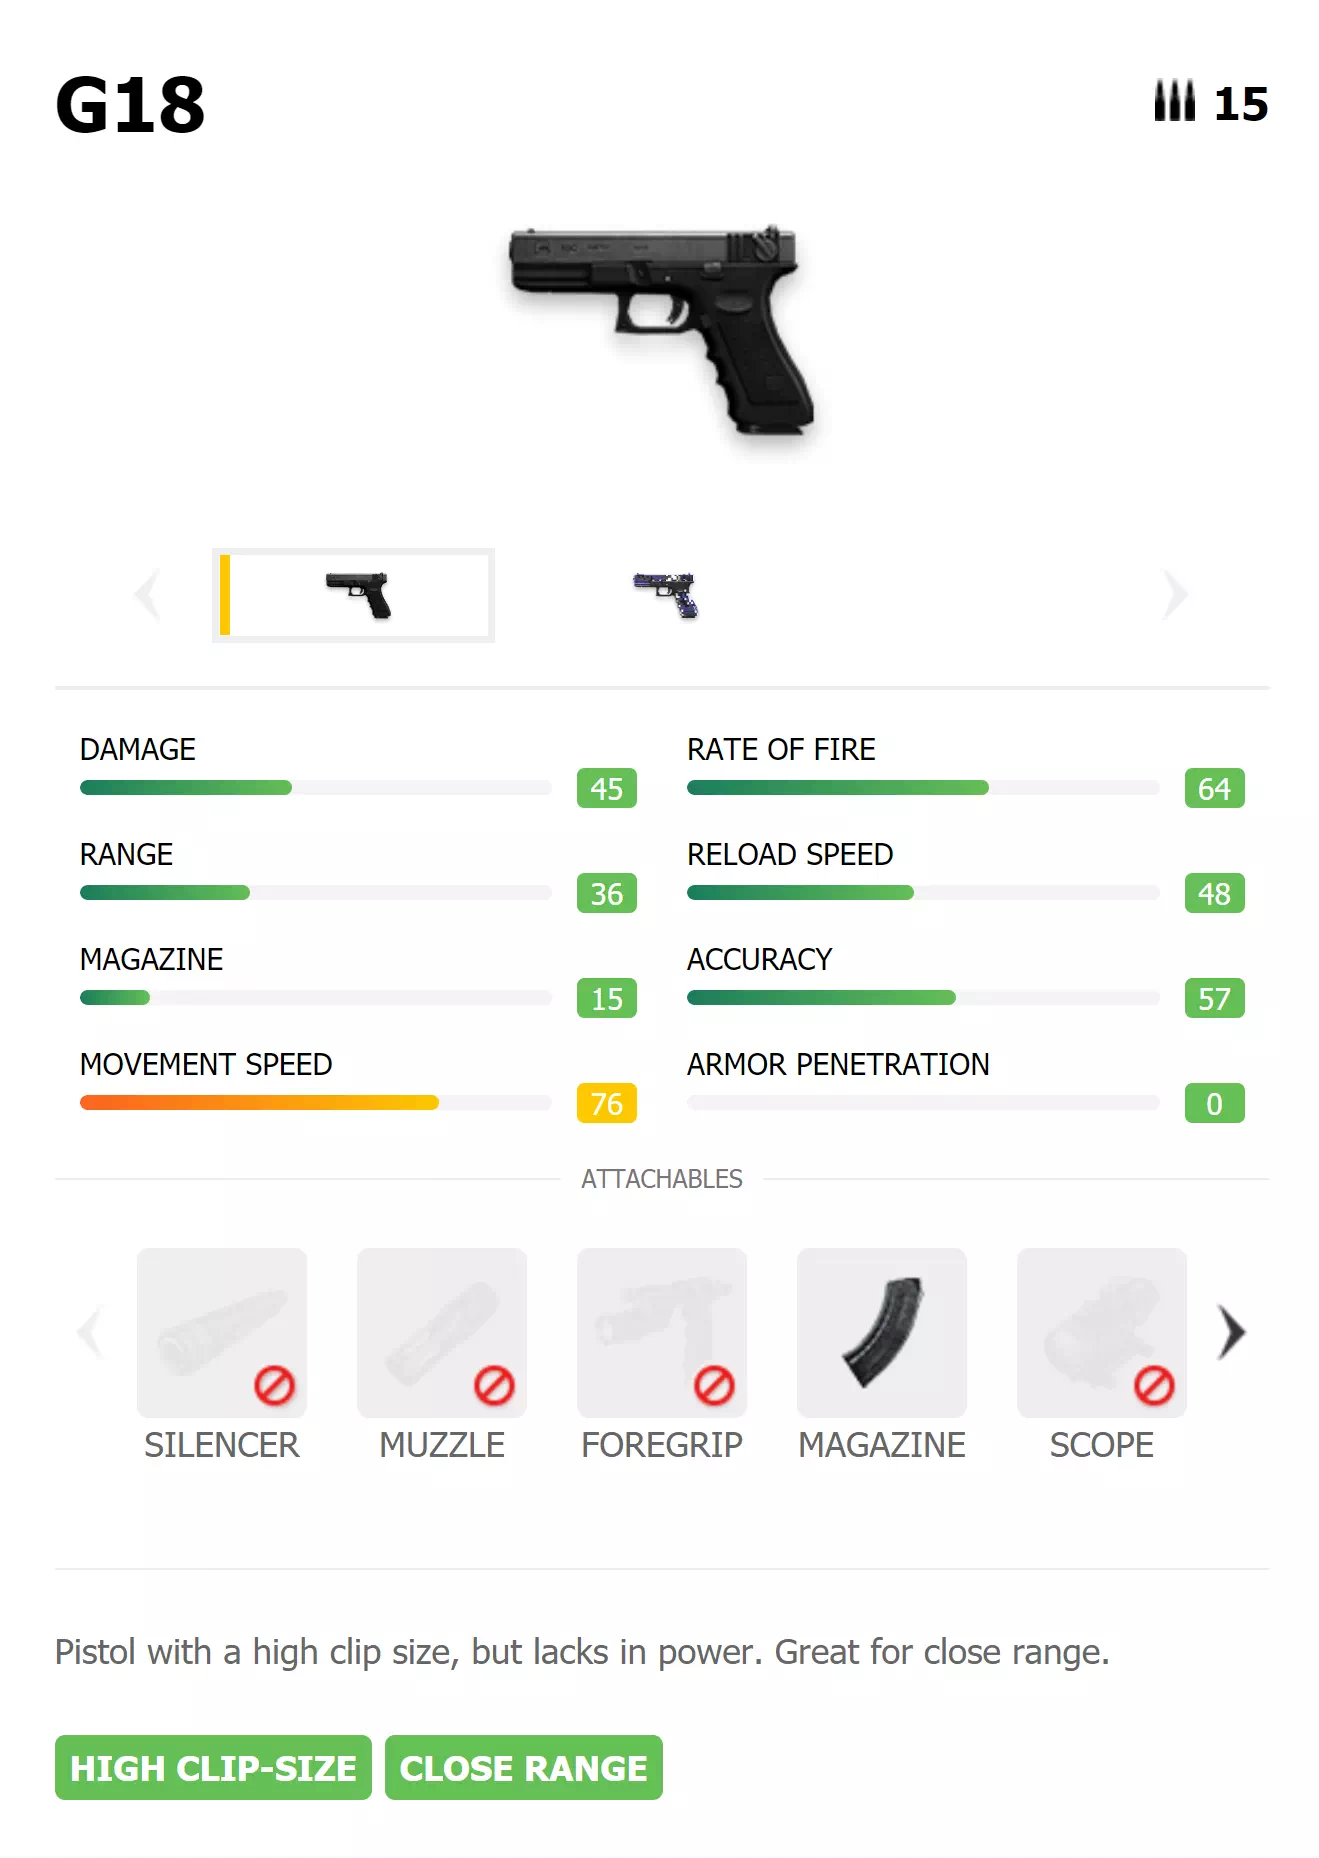 G18
15
DAMAGE
45
RATE OF FIRE
64
RANGE
36
RELOAD SPEED
48
MAGAZINE
15
ACCURACY
57
MOVEMENT SPEED
76
ARMOR PENETRATION
0
ATTACHABLES
SILENCER
MUZZLE
FOREGRIP
MAGAZINE
SCOPE
Pistol with a high clip size, but lacks in power. Great for close range.
HIGH CLIP-SIZE
CLOSE RANGE